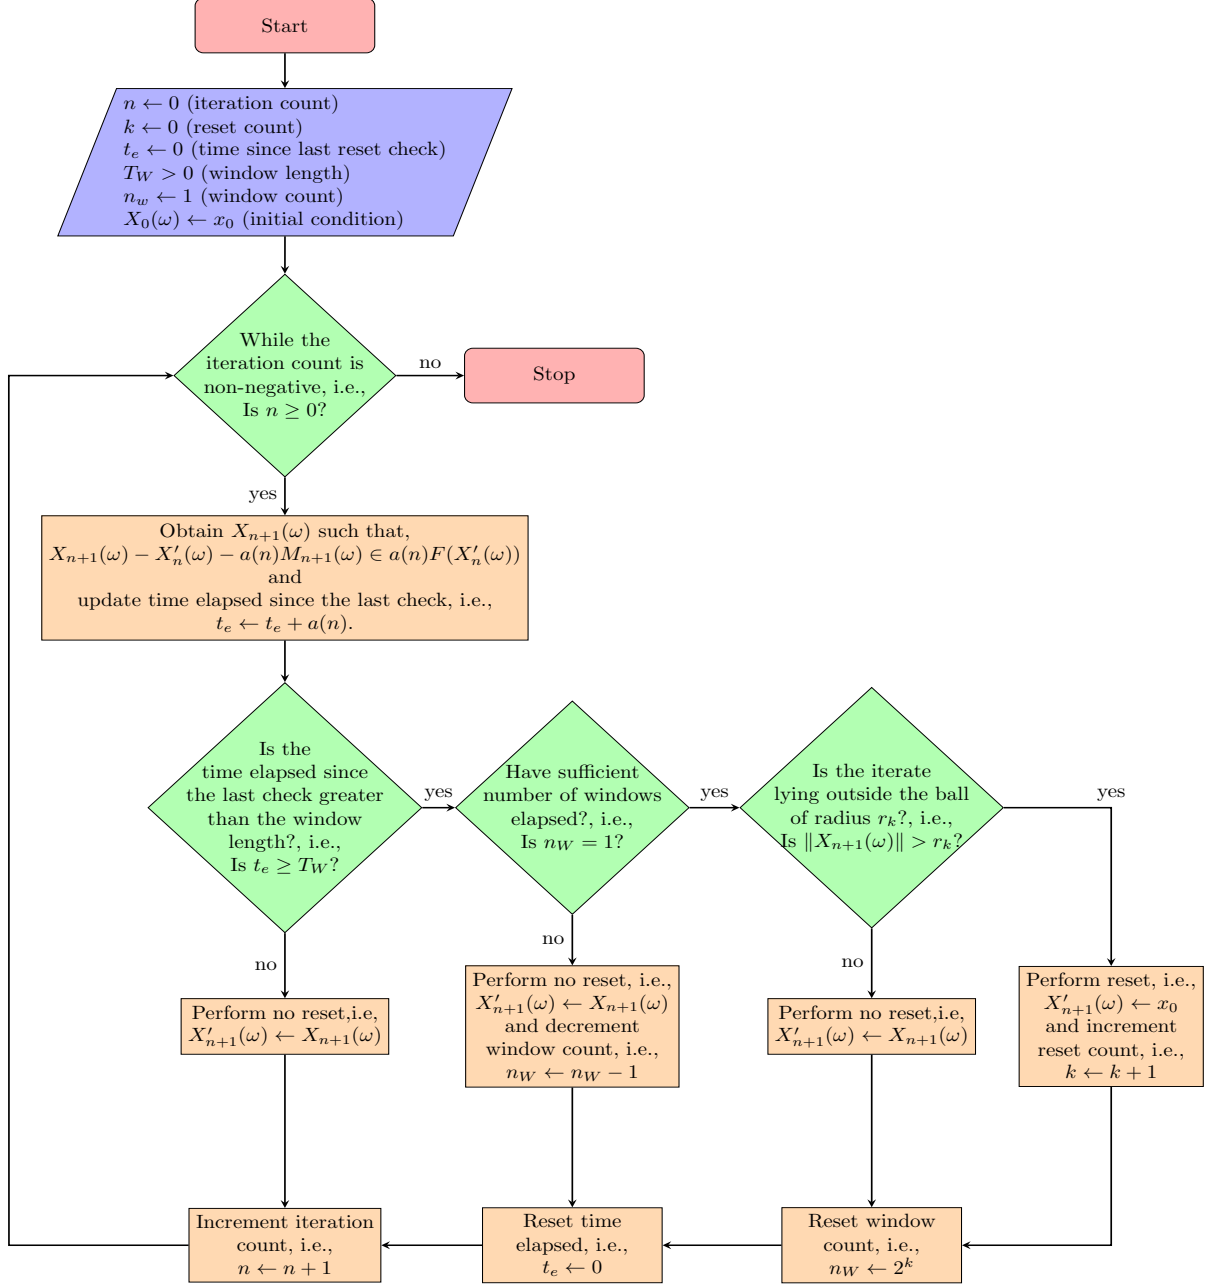 Start
n ← 0 (iteration count)
k ← 0 (reset count)
t_e ← 0 (time since last reset check)
T_W > 0 (window length)
n_w ← 1 (window count)
X_0(ω) ← x_0 (initial condition)
While the
iteration count is
non-negative, i.e.,
Is n ≥ 0?
no
Stop
yes
Obtain X_{n+1}(ω) such that,
X_{n+1}(ω) − X′_n(ω) − a(n)M_{n+1}(ω) ∈ a(n)F(X′_n(ω))
and
update time elapsed since the last check, i.e.,
t_e ← t_e + a(n).
Is the
time elapsed since
the last check greater
than the window
length?, i.e.,
Is t_e ≥ T_W?
yes
Have sufficient
number of windows
elapsed?, i.e.,
Is n_W = 1?
yes
Is the iterate
lying outside the ball
of radius r_k?, i.e.,
Is ‖X_{n+1}(ω)‖ > r_k?
yes
no
no
no
Perform no reset,i.e,
X′_{n+1}(ω) ← X_{n+1}(ω)
Perform no reset, i.e.,
X′_{n+1}(ω) ← X_{n+1}(ω)
and decrement
window count, i.e.,
n_W ← n_W − 1
Perform no reset,i.e,
X′_{n+1}(ω) ← X_{n+1}(ω)
Perform reset, i.e.,
X′_{n+1}(ω) ← x_0
and increment
reset count, i.e.,
k ← k + 1
Increment iteration
count, i.e.,
n ← n + 1
Reset time
elapsed, i.e.,
t_e ← 0
Reset window
count, i.e.,
n_W ← 2^k